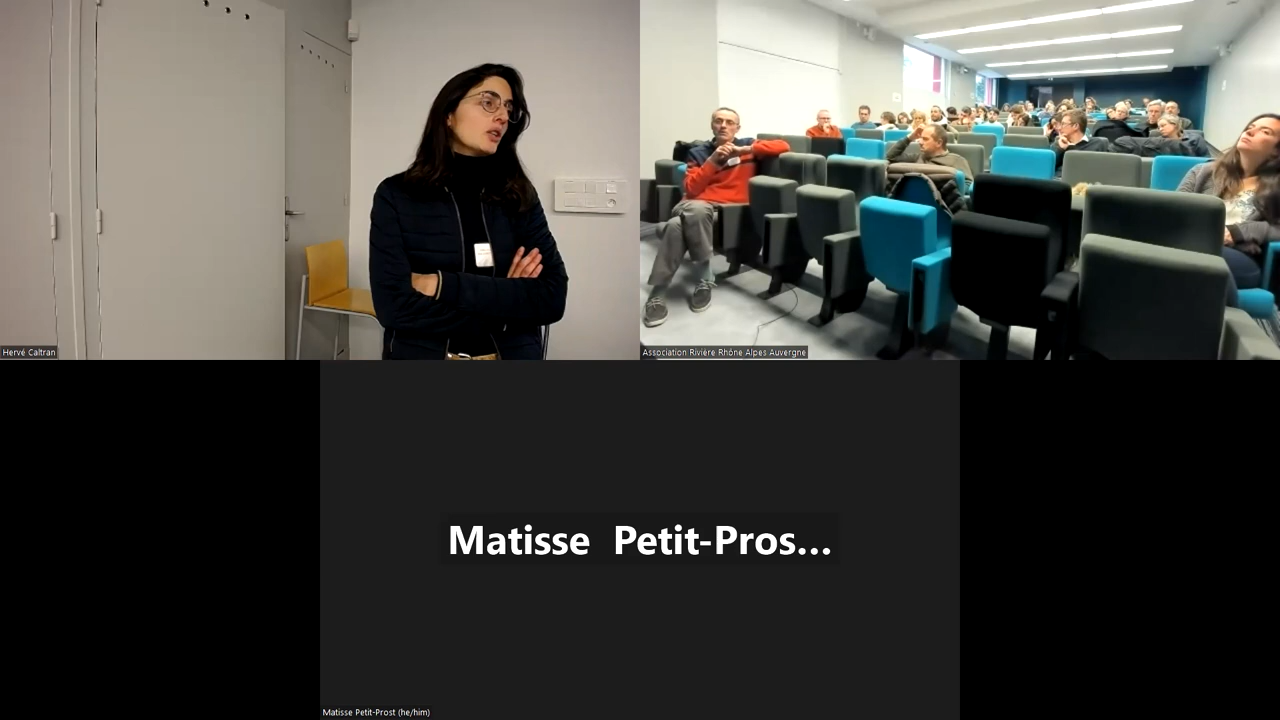 Hervé Caltran
Association Rivière Rhône Alpes Auvergne
Matisse Petit-Pros...
Matisse Petit-Prost (he/him)